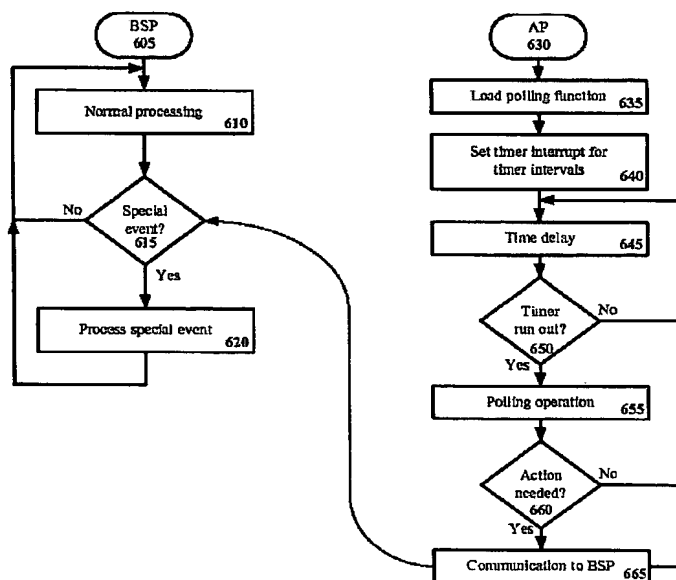 BSP
605
Normal processing
610
No
Special
event?
615
Yes
Process special event
620
AP
630
Load polling function
635
Set timer interrupt for
timer intervals
640
Time delay
645
Timer
run out?
650
No
Yes
Polling operation
655
Action
needed?
660
No
Yes
Communication to BSP
665